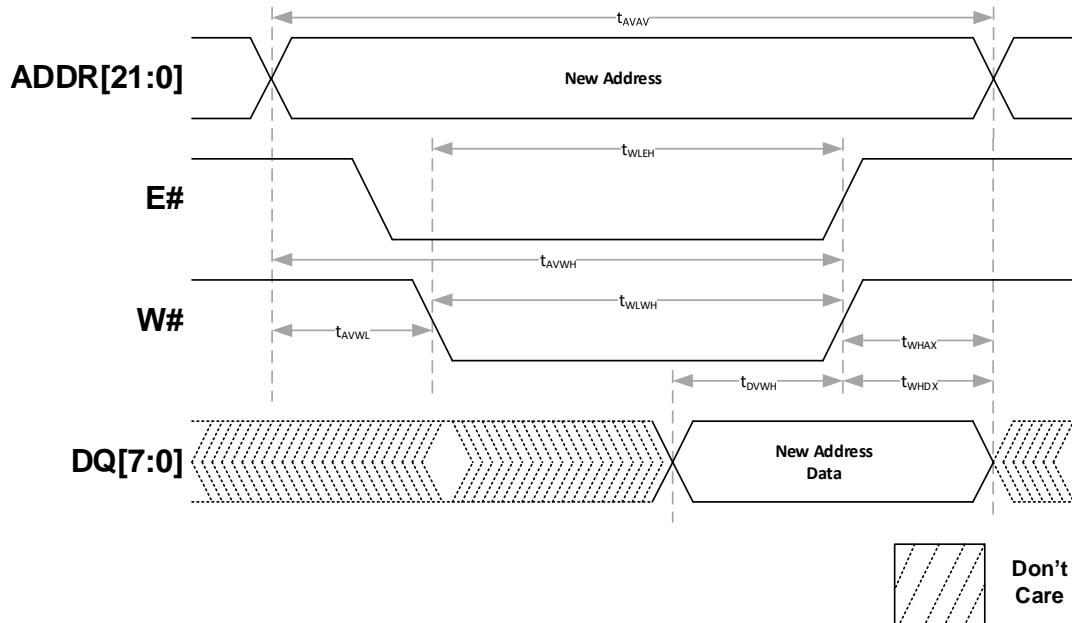 tAVAV
ADDR[21:0]
New Address
tWLEH
E#
tAVWH
tWLWH
W#
tAVWL
tWHAX
tDVWH
tWHDX
DQ[7:0]
New Address
Data
Don't
Care